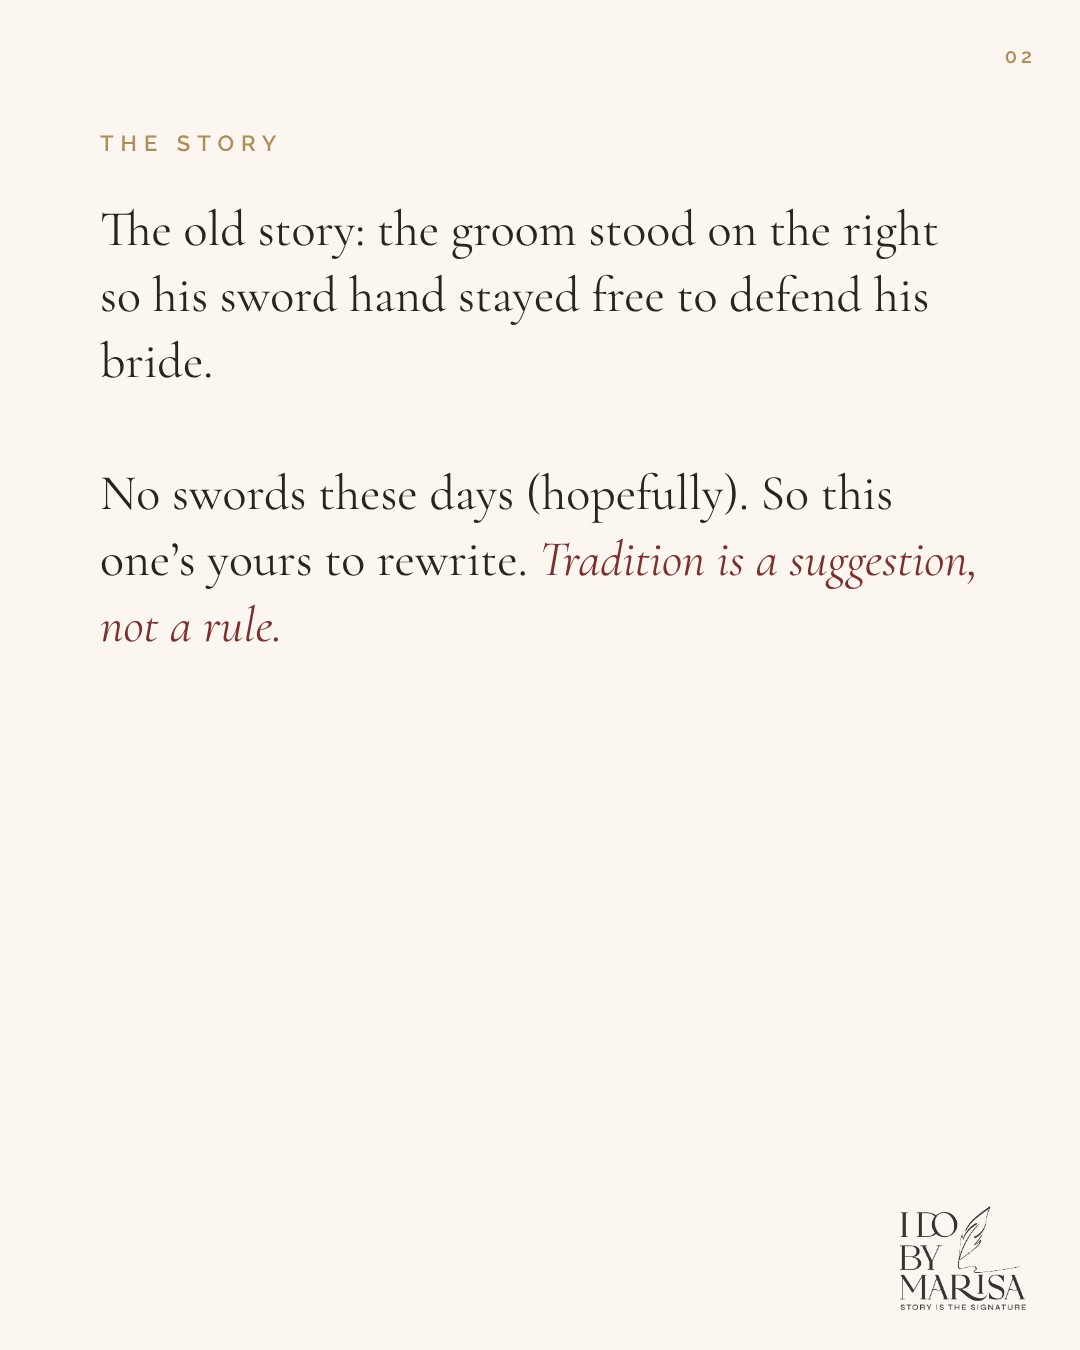 02
THE STORY
The old story: the groom stood on the right
so his sword hand stayed free to defend his
bride.
No swords these days (hopefully). So this
one’s yours to rewrite. Tradition is a suggestion,
not a rule.
I DO
BY
MARISA
STORY IS THE SIGNATURE